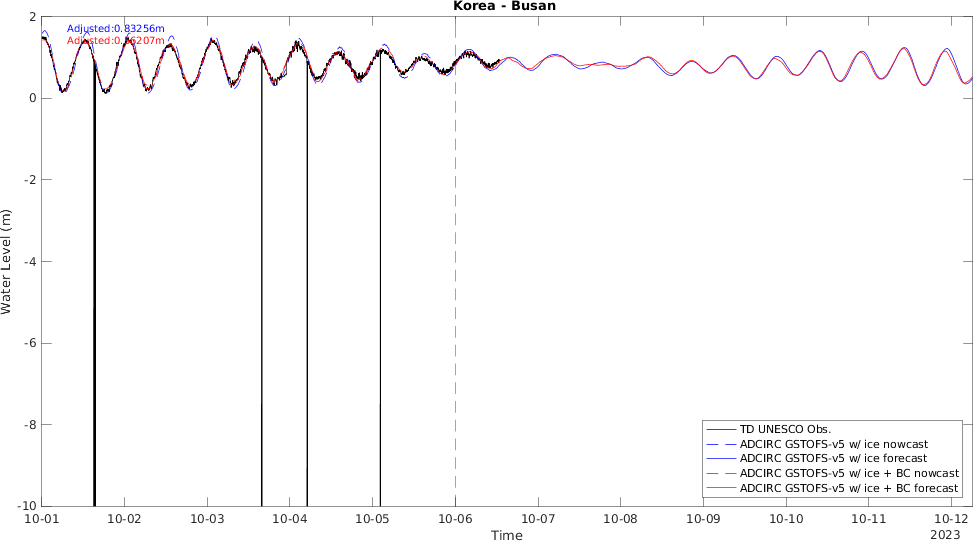 Korea - Busan
Adjusted:0.83256m
Water Level (m)
2
0
-2
-4
-6
-8
-10
10-01
10-02
10-03
10-04
10-05
10-06
10-07
10-08
10-09
10-10
10-11
10-12
2023
Time
TD UNESCO Obs.
ADCIRC GSTOFS-v5 w/ ice nowcast
ADCIRC GSTOFS-v5 w/ ice forecast
ADCIRC GSTOFS-v5 w/ ice + BC nowcast
ADCIRC GSTOFS-v5 w/ ice + BC forecast